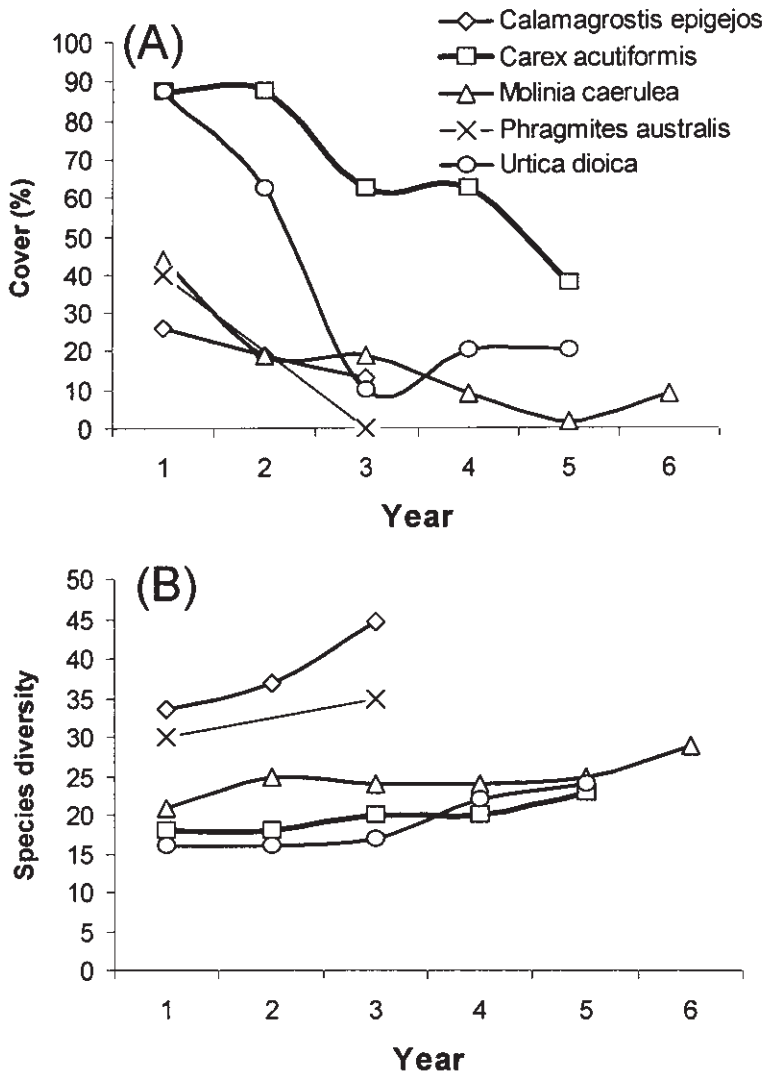 Calamagrostis epigejos
Carex acutiformis
Molinia caerulea
Phragmites australis
Urtica dioica
(A)
100
90
80
70
60
50
40
30
20
10
0
Cover (%)
1 2 3 4 5 6
Year
(B)
50
45
40
35
30
25
20
15
10
5
0
Species diversity
1 2 3 4 5 6
Year